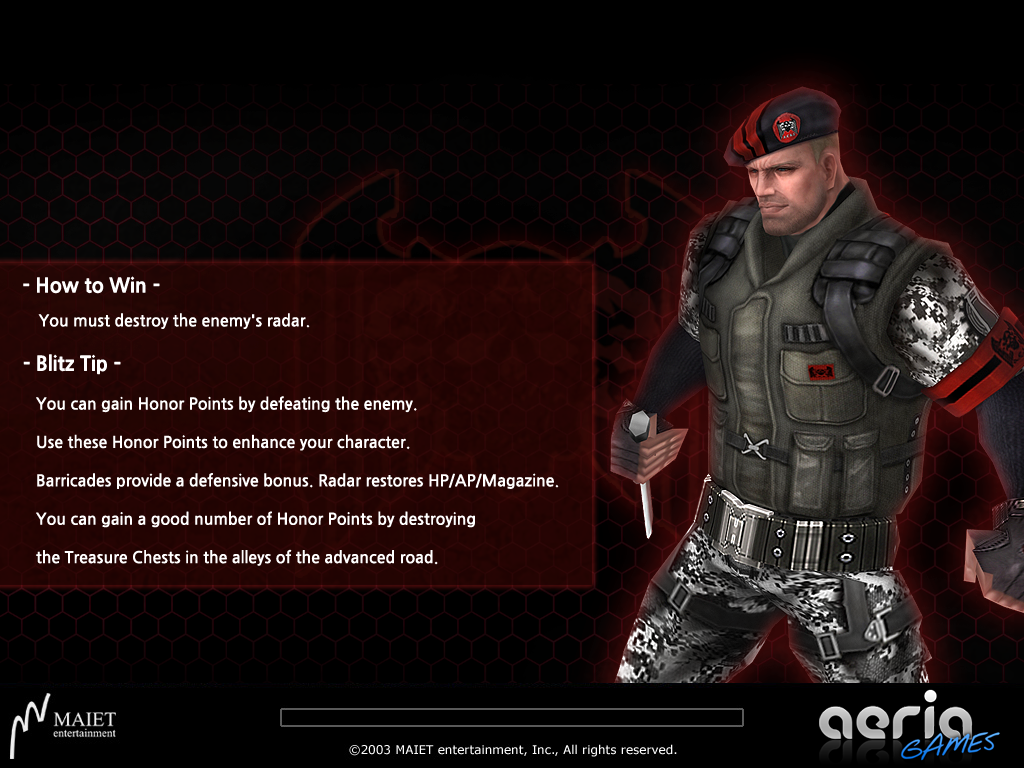 - How to Win -
You must destroy the enemy's radar.
- Blitz Tip -
You can gain Honor Points by defeating the enemy.
Use these Honor Points to enhance your character.
Barricades provide a defensive bonus. Radar restores HP/AP/Magazine.
You can gain a good number of Honor Points by destroying
the Treasure Chests in the alleys of the advanced road.
MAIET
entertainment
©2003 MAIET entertainment, Inc., All rights reserved.
aeria
GAMES